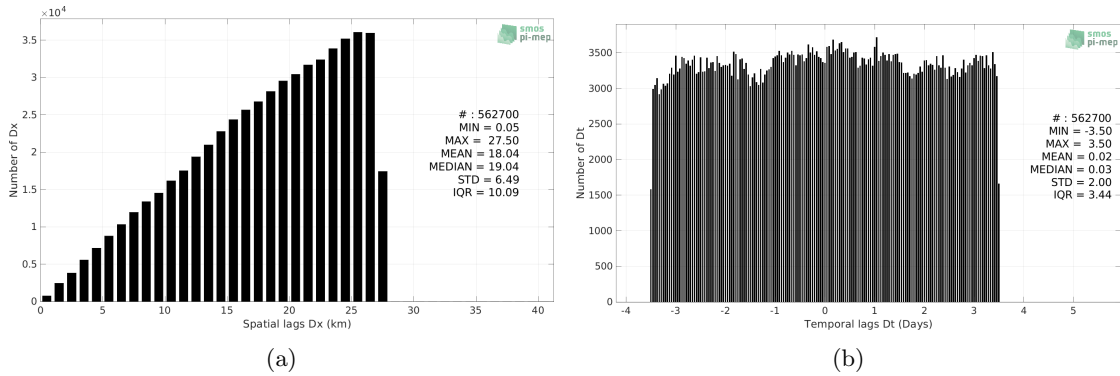 ×10⁴
4
3.5
3
2.5
2
1.5
1
0.5
0
Number of Dx
smos
pi-mep
# : 562700
MIN = 0.05
MAX = 27.50
MEAN = 18.04
MEDIAN = 19.04
STD = 6.49
IQR = 10.09
0 5 10 15 20 25 30 35 40
Spatial lags Dx (km)
(a)
3500
3000
2500
2000
1500
1000
500
0
Number of Dt
smos
pi-mep
# : 562700
MIN = -3.50
MAX = 3.50
MEAN = 0.02
MEDIAN = 0.03
STD = 2.00
IQR = 3.44
-4 -3 -2 -1 0 1 2 3 4 5
Temporal lags Dt (Days)
(b)